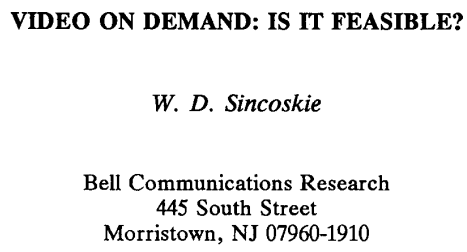 VIDEO ON DEMAND: IS IT FEASIBLE?
W. D. Sincoskie
Bell Communications Research
445 South Street
Morristown, NJ 07960-1910